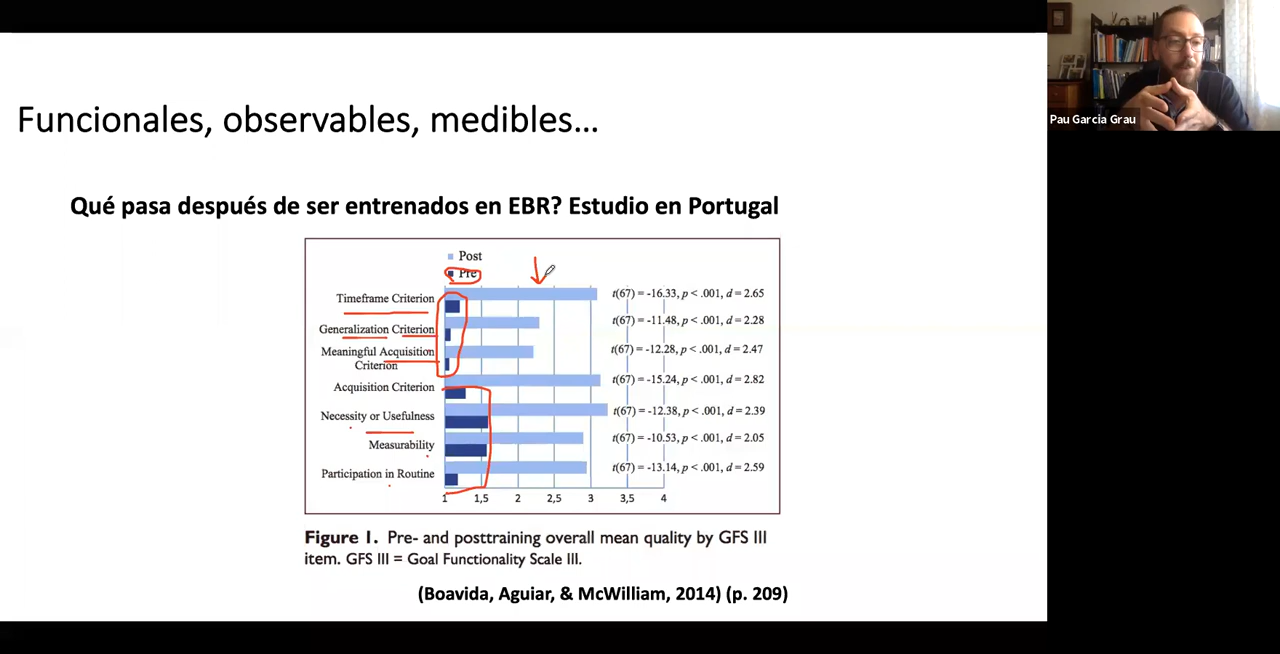 Funcionales, observables, medibles...
Pau Garcia Grau
Qué pasa después de ser entrenados en EBR? Estudio en Portugal
Post
Pre
Timeframe Criterion
t(67) = -16.33, p < .001, d = 2.65
Generalization Criterion
t(67) = -11.48, p < .001, d = 2.28
Meaningful Acquisition
Criterion
t(67) = -12.28, p < .001, d = 2.47
Acquisition Criterion
t(67) = -15.24, p < .001, d = 2.82
Necessity or Usefulness
t(67) = -12.38, p < .001, d = 2.39
Measurability
t(67) = -10.53, p < .001, d = 2.05
Participation in Routine
t(67) = -13.14, p < .001, d = 2.59
1 1,5 2 2,5 3 3,5 4
Figure 1. Pre- and posttraining overall mean quality by GFS III
item. GFS III = Goal Functionality Scale III.
(Boavida, Aguiar, & McWilliam, 2014) (p. 209)